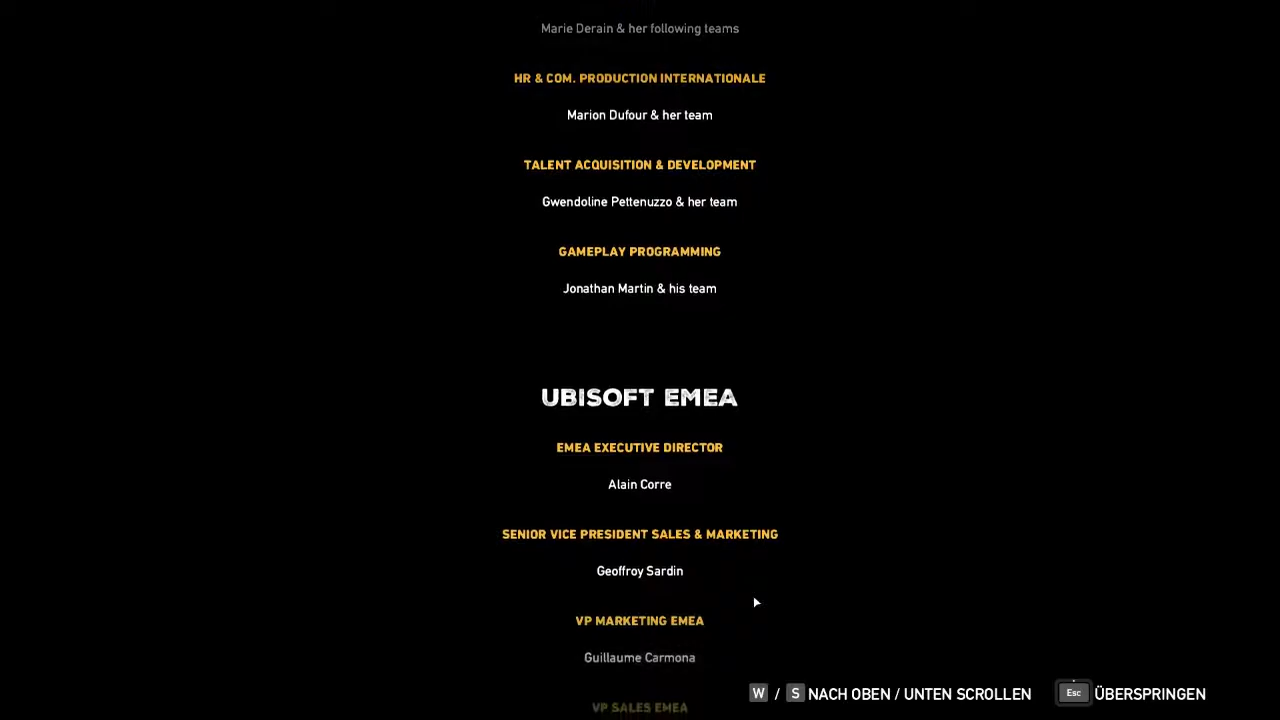 Marie Derain & her following teams
HR & COM. PRODUCTION INTERNATIONALE
Marion Dufour & her team
TALENT ACQUISITION & DEVELOPMENT
Gwendoline Pettenuzzo & her team
GAMEPLAY PROGRAMMING
Jonathan Martin & his team
UBISOFT EMEA
EMEA EXECUTIVE DIRECTOR
Alain Corre
SENIOR VICE PRESIDENT SALES & MARKETING
Geoffroy Sardin
VP MARKETING EMEA
Guillaume Carmona
VP SALES EMEA
W / S NACH OBEN / UNTEN SCROLLEN Esc ÜBERSPRINGEN